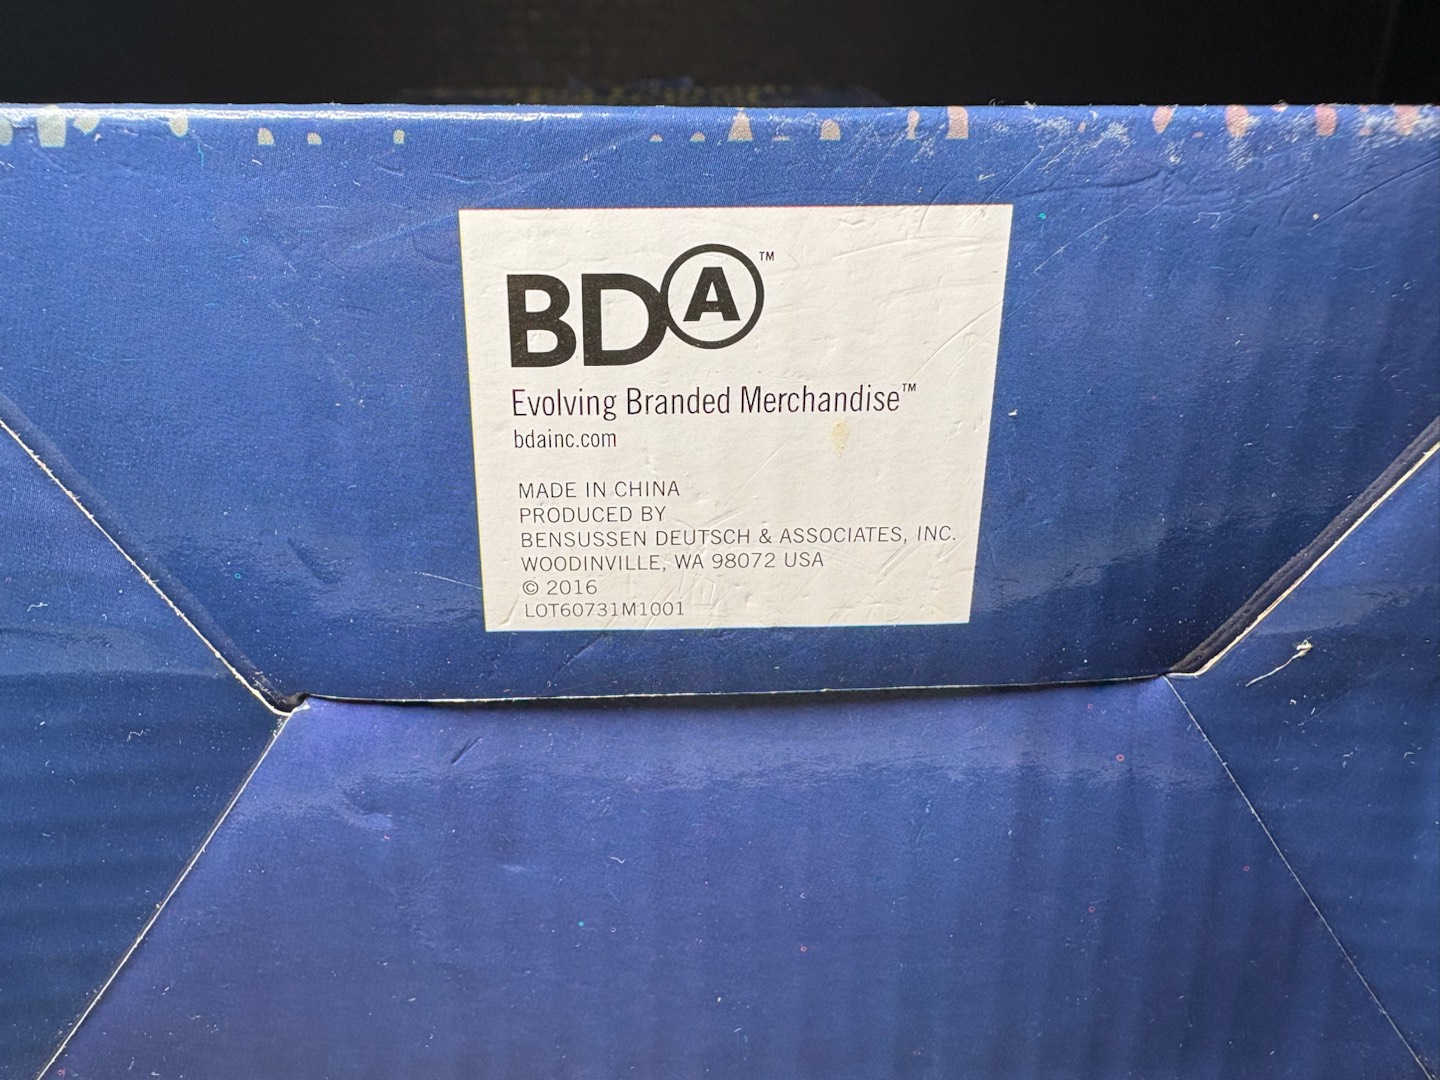 BDA™
Evolving Branded Merchandise™
bdainc.com
MADE IN CHINA
PRODUCED BY
BENSUSSEN DEUTSCH & ASSOCIATES, INC.
WOODINVILLE, WA 98072 USA
© 2016
LOT60731M1001